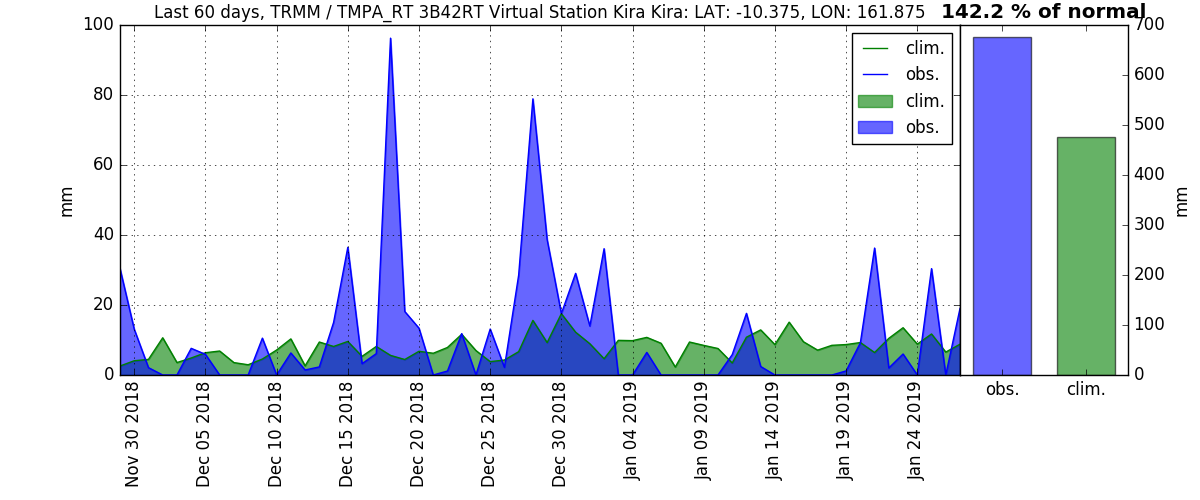 Last 60 days, TRMM / TMPA_RT 3B42RT Virtual Station Kira Kira: LAT: -10.375, LON: 161.875
142.2 % of normal
100
80
60
40
20
0
mm
clim.
obs.
clim.
obs.
Nov 30 2018
Dec 05 2018
Dec 10 2018
Dec 15 2018
Dec 20 2018
Dec 25 2018
Dec 30 2018
Jan 04 2019
Jan 09 2019
Jan 14 2019
Jan 19 2019
Jan 24 2019
700
600
500
400
300
200
100
0
mm
obs.
clim.